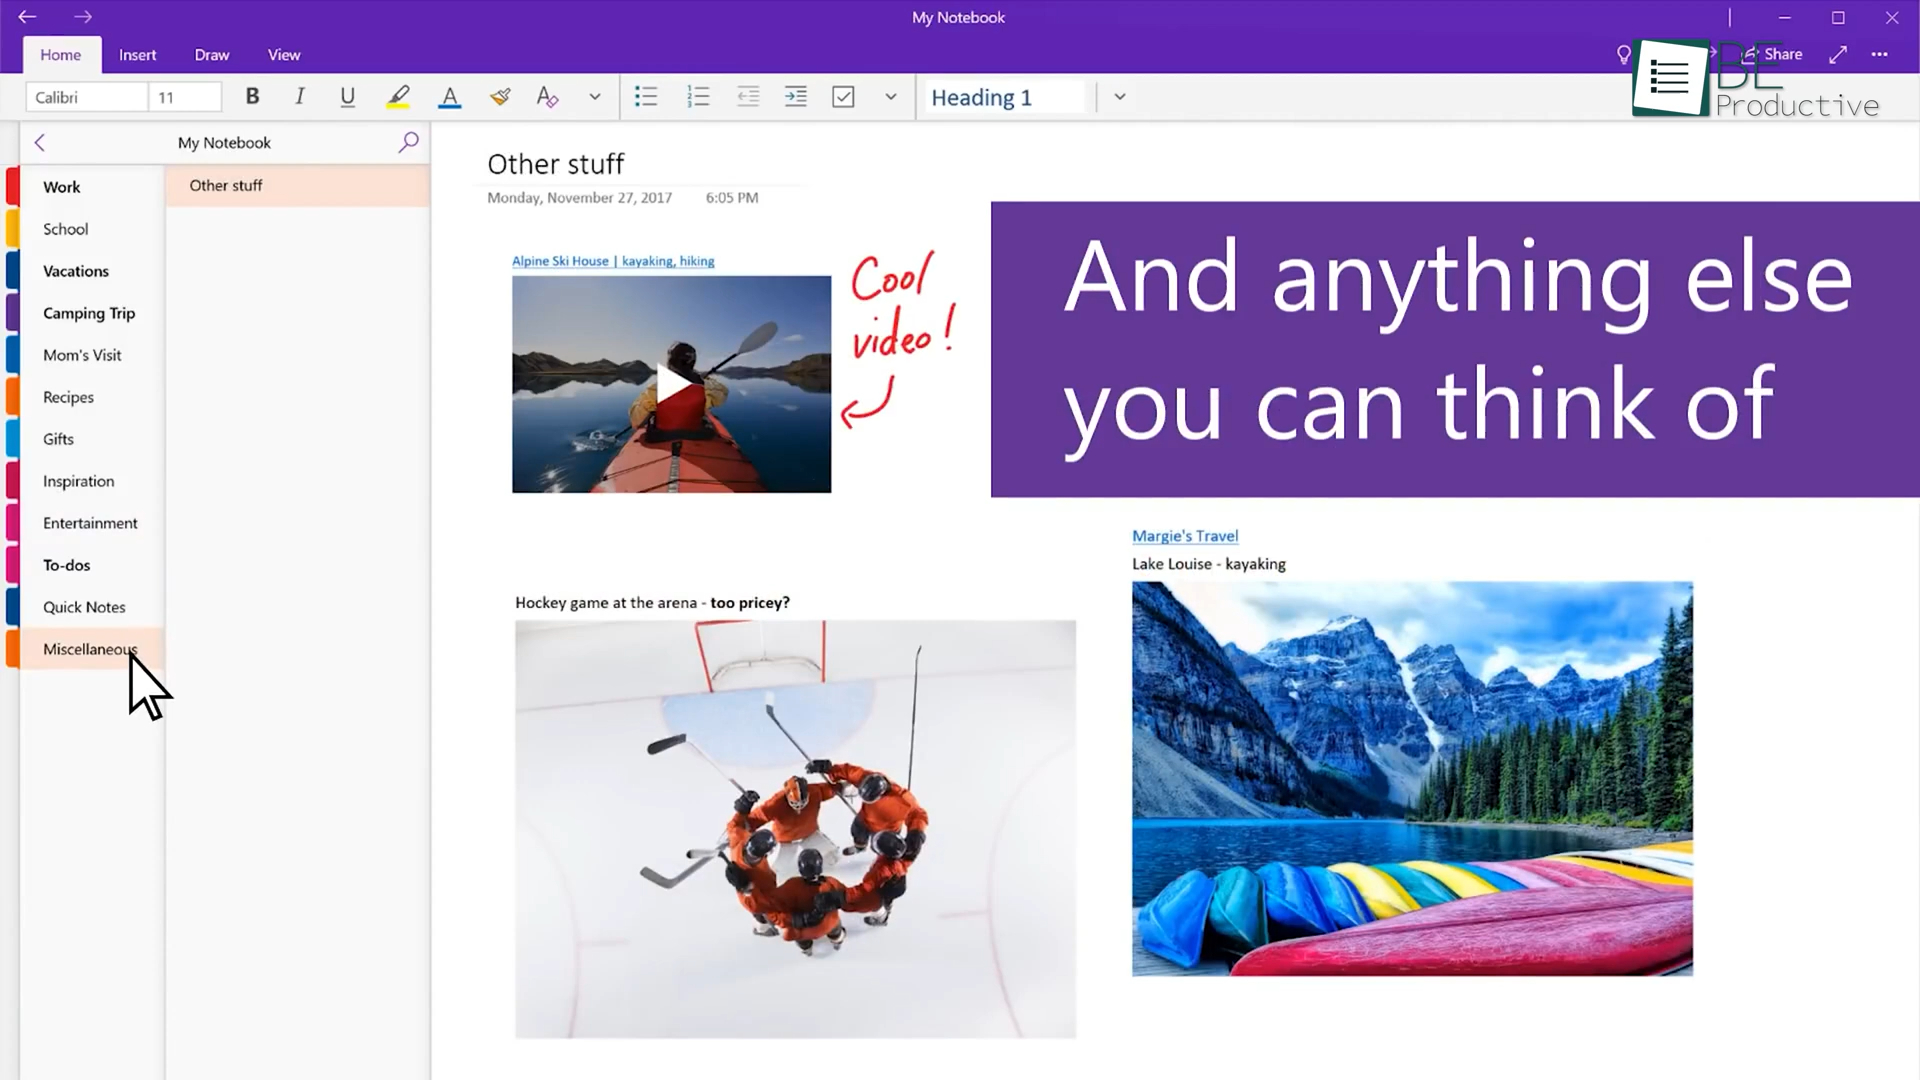 My Notebook
Home Insert Draw View
Share
BE
Productive
Calibri 11 B I U A A Heading 1
My Notebook
Work
School
Vacations
Camping Trip
Mom's Visit
Recipes
Gifts
Inspiration
Entertainment
To-dos
Quick Notes
Miscellaneous
Other stuff
Other stuff
Monday, November 27, 2017 6:05 PM
Alpine Ski House | kayaking, hiking
Cool
video!
And anything else
you can think of
Hockey game at the arena - too pricey?
Margie's Travel
Lake Louise - kayaking